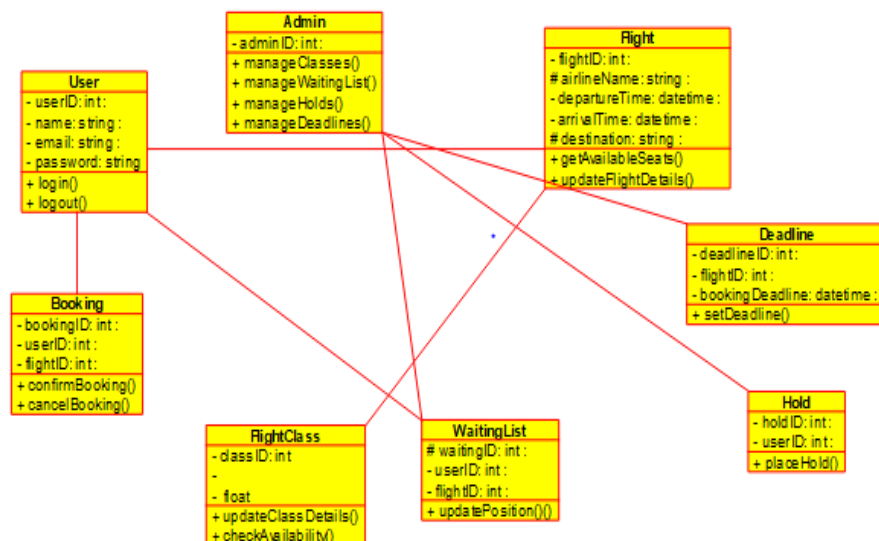 Admin
- adminID: int :
+ manageClasses()
+ manageWaitingList()
+ manageHolds()
+ manageDeadlines()
Flight
- flightID: int :
# airlineName: string :
- departureTime: datetime :
- arrivalTime: datetime :
# destination: string :
+ getAvailableSeats()
+ updateFlightDetails()
User
- userID: int :
- name: string :
- email: string :
- password: string
+ login()
+ logout()
Deadline
- deadlineID: int :
- flightID: int :
- bookingDeadline: datetime :
+ setDeadline()
Booking
- bookingID: int :
- userID: int :
- flightID: int :
+ confirmBooking()
+ cancelBooking()
Hold
- holdID: int :
- userID: int :
+ placeHold()
FlightClass
- classID: int
-
- float
+ updateClassDetails()
+ checkAvailability()
WaitingList
# waitingID: int :
- userID: int :
- flightID: int :
+ updatePosition()()